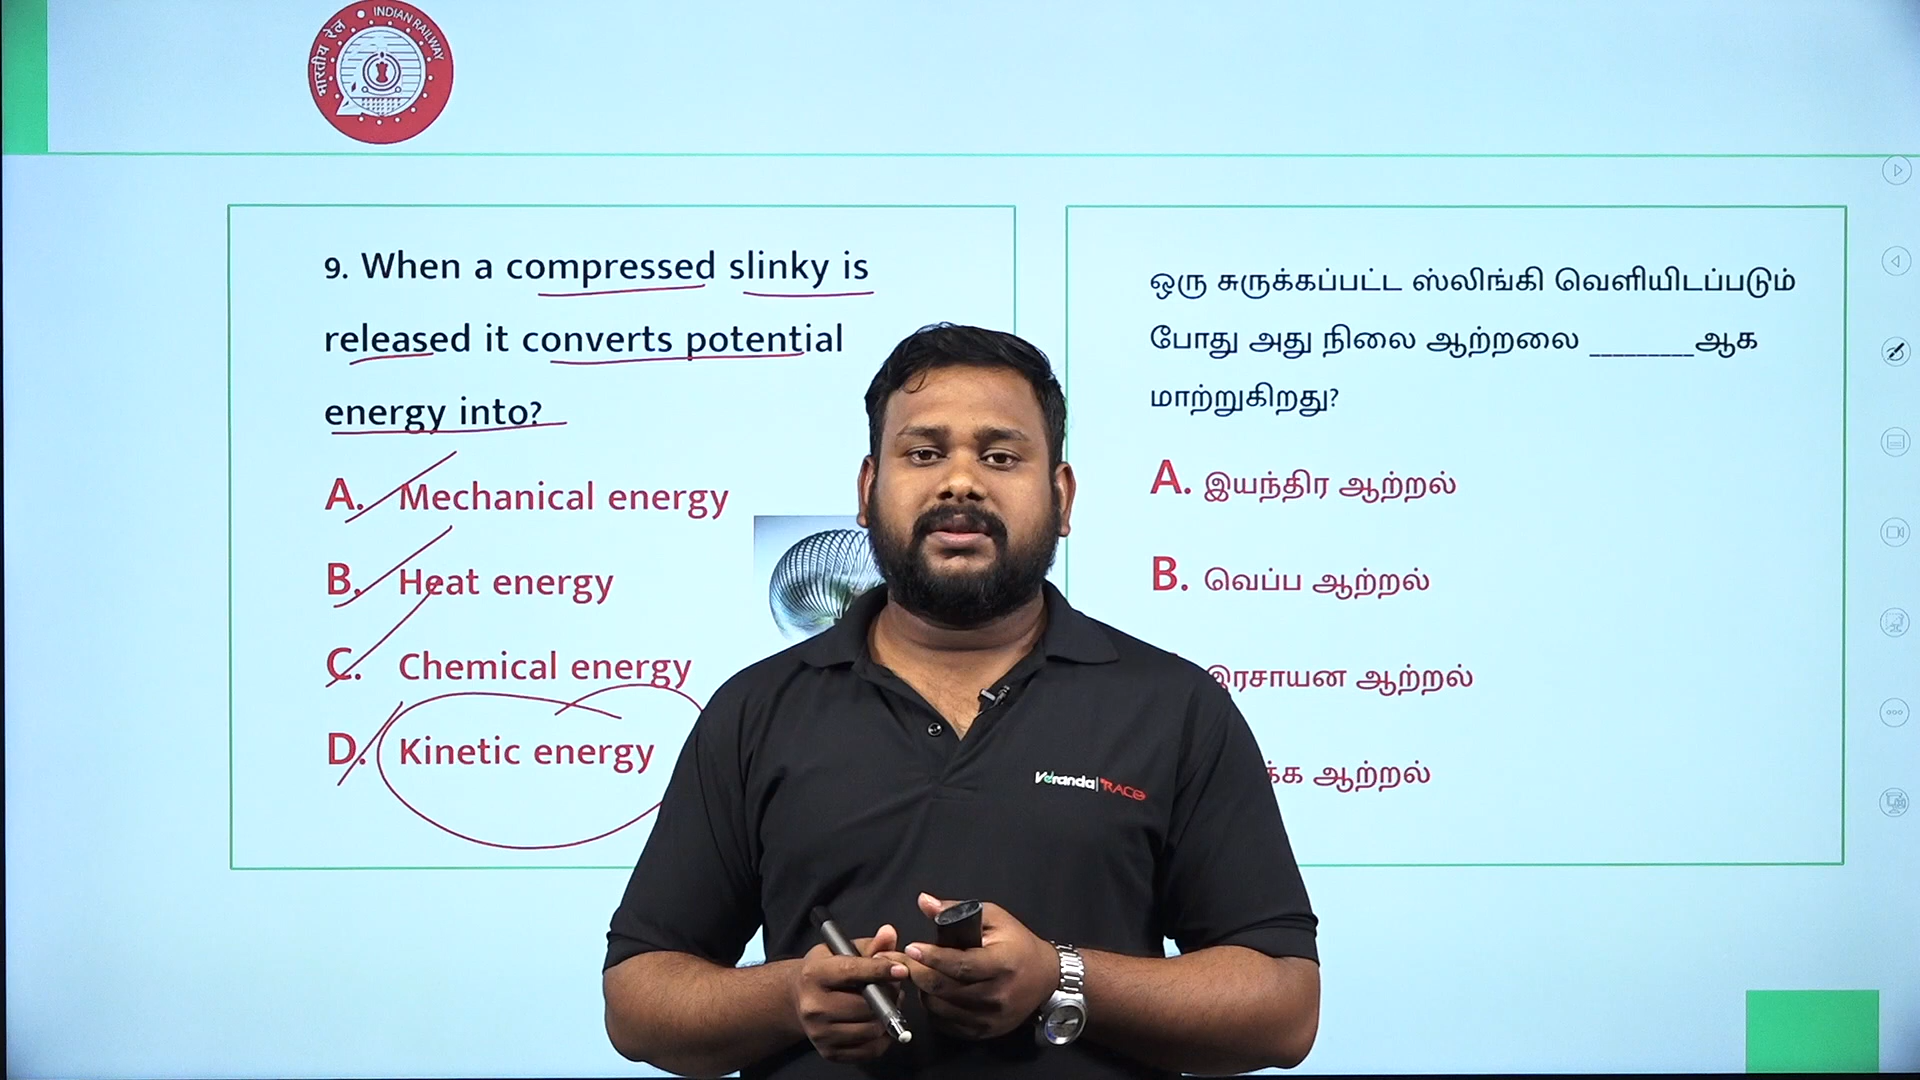 भारतीय रेल
INDIAN RAILWAY
9. When a compressed slinky is
released it converts potential
energy into?
A. Mechanical energy
B. Heat energy
C. Chemical energy
D. Kinetic energy
ஒரு சுருக்கப்பட்ட ஸ்லிங்கி வெளியிடப்படும்
போது அது நிலை ஆற்றலை _________ஆக
மாற்றுகிறது?
A. இயந்திர ஆற்றல்
B. வெப்ப ஆற்றல்
இரசாயன ஆற்றல்
ஆற்றல்
Veranda|RACE